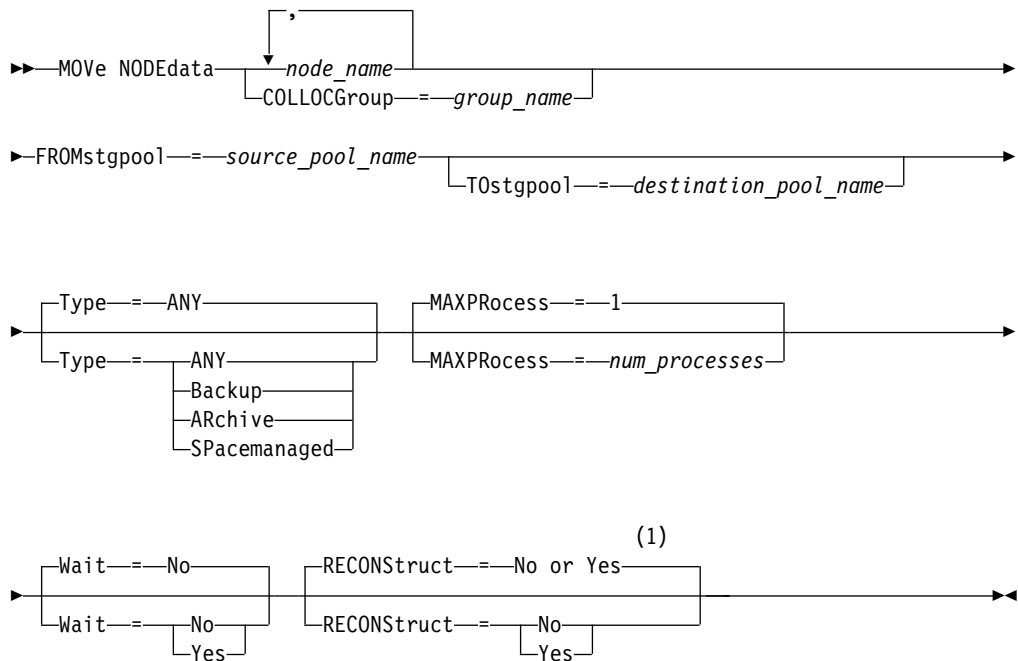 ,
MOVe NODEdata node_name
COLLOCGroup = group_name
FROMstgpool = source_pool_name
TOstgpool = destination_pool_name
Type = ANY MAXPRocess = 1
Type = ANY MAXPRocess = num_processes
Backup
ARchive
SPacemanaged
(1)
Wait = No RECONStruct = No or Yes
Wait = No RECONStruct = No
Yes Yes